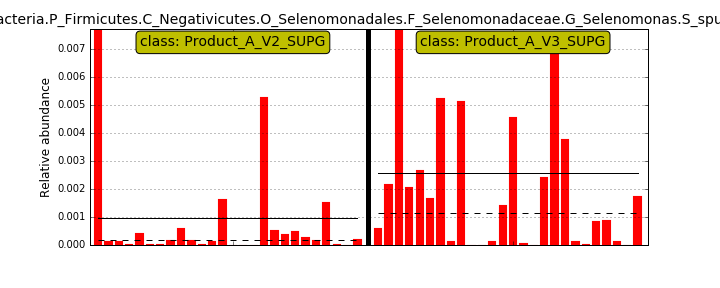 acteria.P_Firmicutes.C_Negativicutes.O_Selenomonadales.F_Selenomonadaceae.G_Selenomonas.S_spu
class: Product_A_V2_SUPG
class: Product_A_V3_SUPG
Relative abundance
0.007
0.006
0.005
0.004
0.003
0.002
0.001
0.000